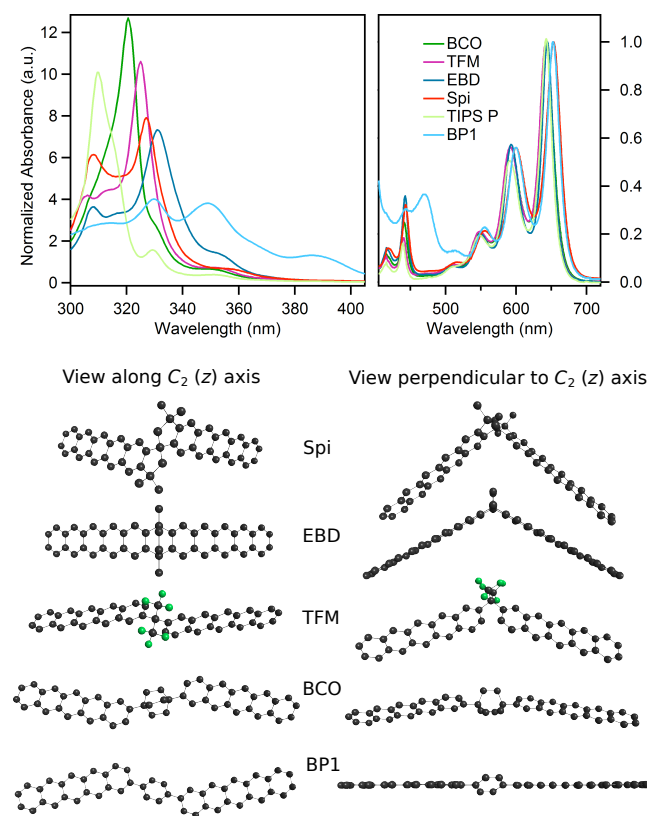 Normalized Absorbance (a.u.)
12
10
8
6
4
2
0
300
320
340
360
380
400
Wavelength (nm)
BCO
TFM
EBD
Spi
TIPS P
BP1
1.0
0.8
0.6
0.4
0.2
0.0
500
600
700
Wavelength (nm)
View along C₂ (z) axis
View perpendicular to C₂ (z) axis
Spi
EBD
TFM
BCO
BP1